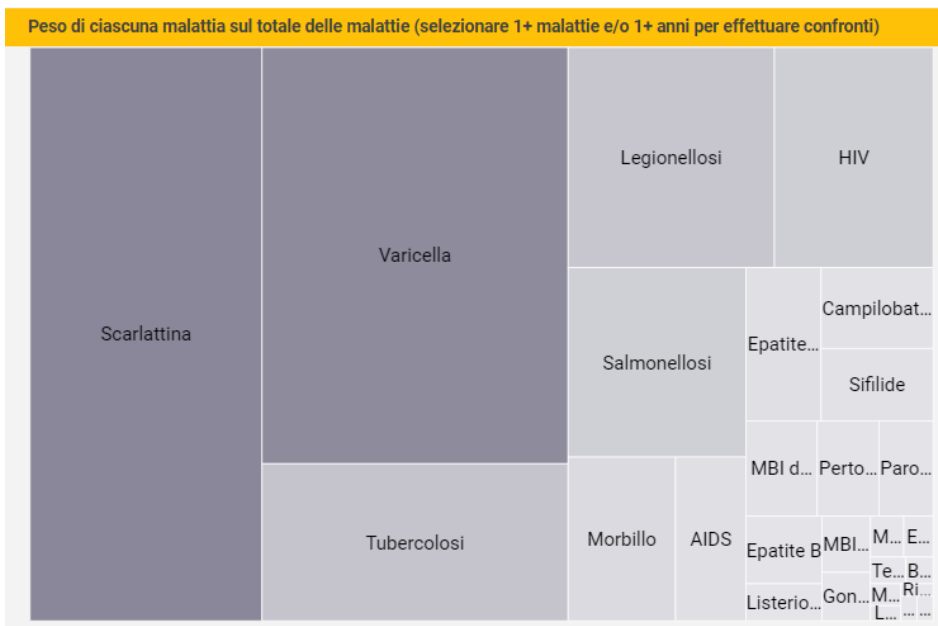 Peso di ciascuna malattia sul totale delle malattie (selezionare 1+ malattie e/o 1+ anni per effettuare confronti)
Scarlattina
Varicella
Tubercolosi
Legionellosi
HIV
Salmonellosi
Morbillo
AIDS
Epatite...
Campilobat...
Sifilide
MBI d...
Perto...
Paro...
Epatite B
MBI...
M...
E...
Te...
B...
Listerio...
Gon...
M...
Ri...
L...
...
...